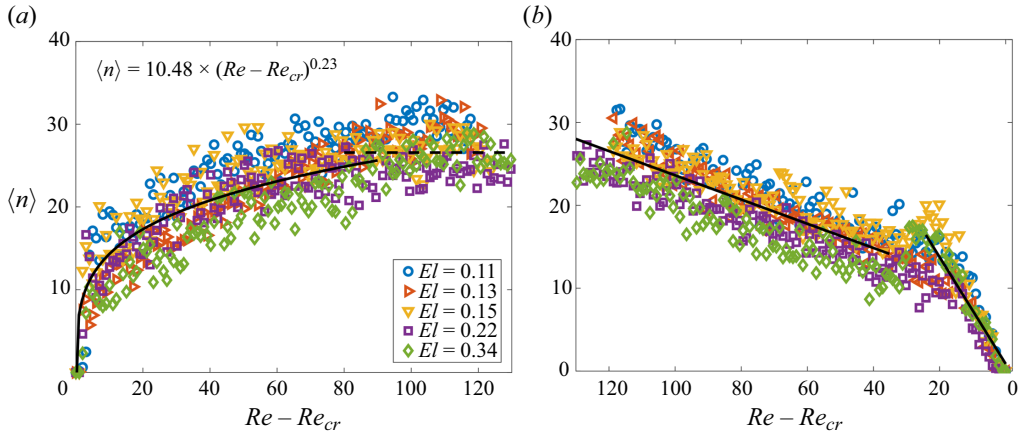 (a)
(b)
⟨n⟩ = 10.48 × (Re – Re_cr)^0.23
40
30
20
10
0
⟨n⟩
El = 0.11
El = 0.13
El = 0.15
El = 0.22
El = 0.34
0 20 40 60 80 100 120
Re – Re_cr
40
30
20
10
0
120 100 80 60 40 20 0
Re – Re_cr